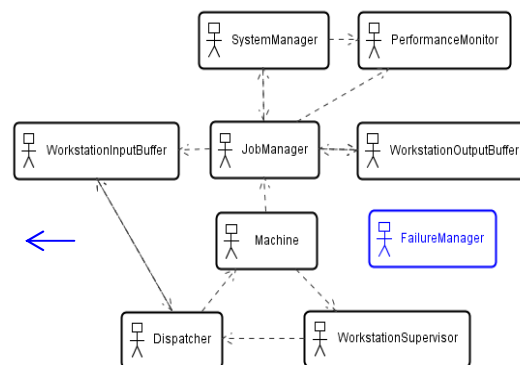 SystemManager
PerformanceMonitor
WorkstationInputBuffer
JobManager
WorkstationOutputBuffer
Machine
FailureManager
Dispatcher
WorkstationSupervisor